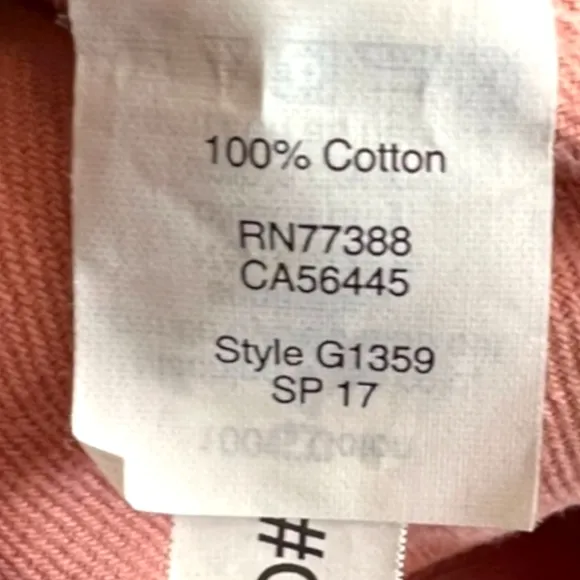 100% Cotton
RN77388
CA56445
Style G1359
SP 17
#